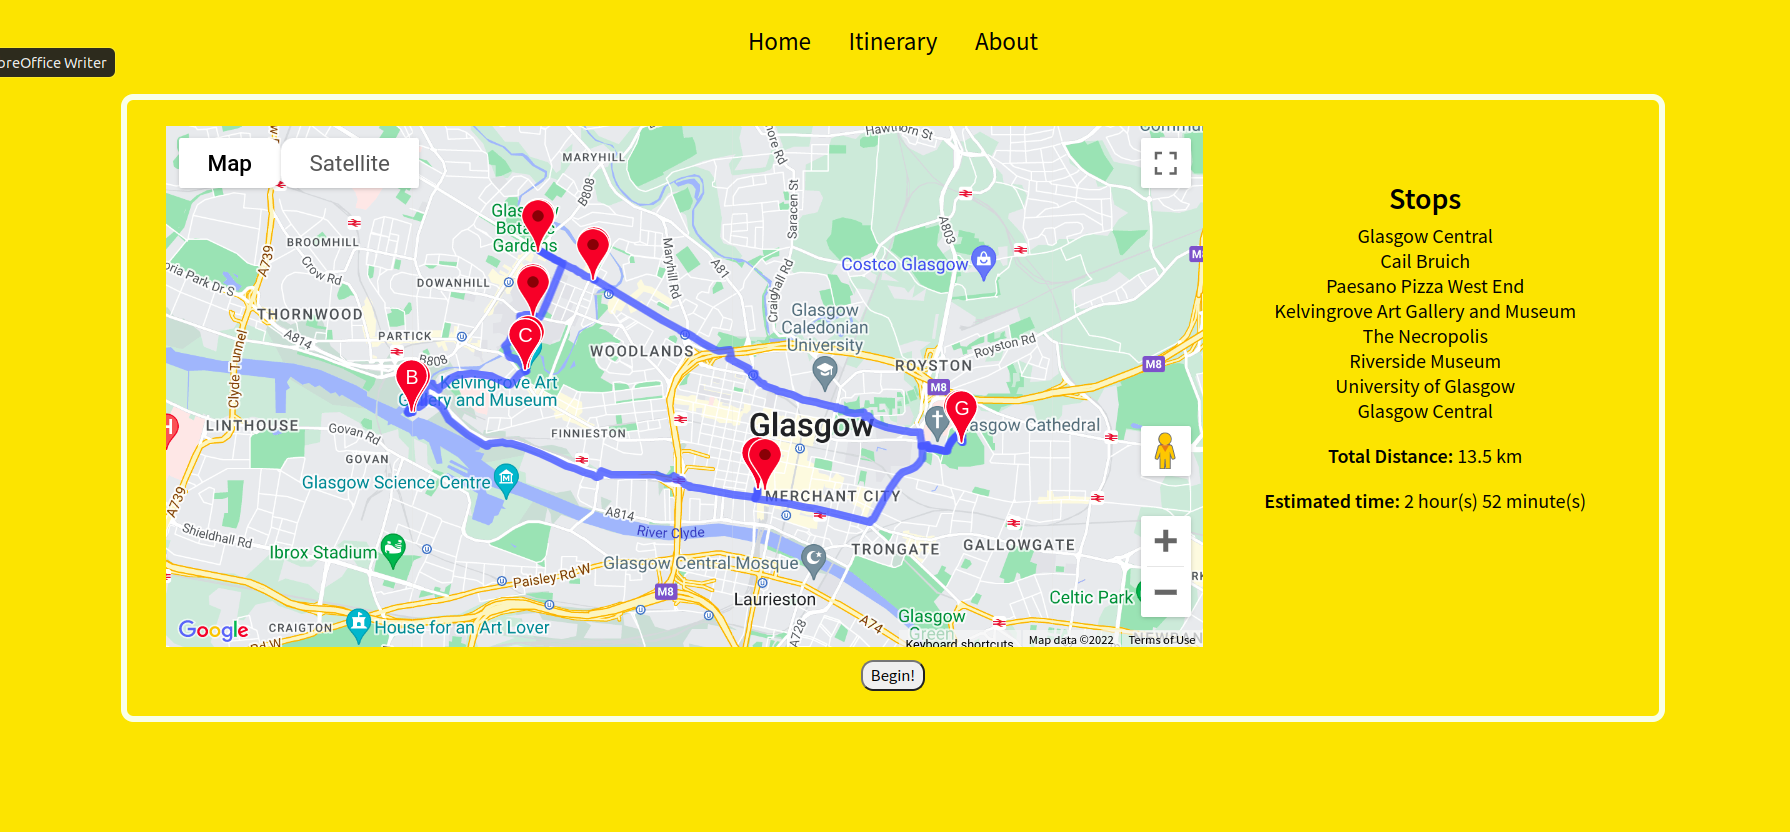 Home Itinerary About
oreOffice Writer
Map Satellite
Hawthorn St
MARYHILL
B808
Saracen St
A803
Glasgow
Botanic
Gardens
BROOMHILL
Crow Rd
A739
oria Park Dr S
DOWANHILL
Maryhill Rd
A81
Craighall Rd
Costco Glasgow
THORNWOOD
A814
PARTICK
B808
WOODLANDS
Glasgow
Caledonian
University
ROYSTON
Royston Rd
M8
M8
Clyde Tunnel
C
B
G
Kelvingrove Art
Gallery and Museum
LINTHOUSE
Govan Rd
GOVAN
FINNIESTON
Glasgow
asgow Cathedral
Glasgow Science Centre
MERCHANT CITY
A739
A814
River Clyde
Shieldhall Rd
Ibrox Stadium
Paisley Rd W
Glasgow Central Mosque
TRONGATE
GALLOWGATE
M8
Laurieston
Celtic Park
Glasgow
Green
A728
A74
Google
CRAIGTON
House for an Art Lover
Rd W
Keyboard shortcuts
Map data ©2022
Terms of Use
Stops
Glasgow Central
Cail Bruich
Paesano Pizza West End
Kelvingrove Art Gallery and Museum
The Necropolis
Riverside Museum
University of Glasgow
Glasgow Central
Total Distance: 13.5 km
Estimated time: 2 hour(s) 52 minute(s)
Begin!